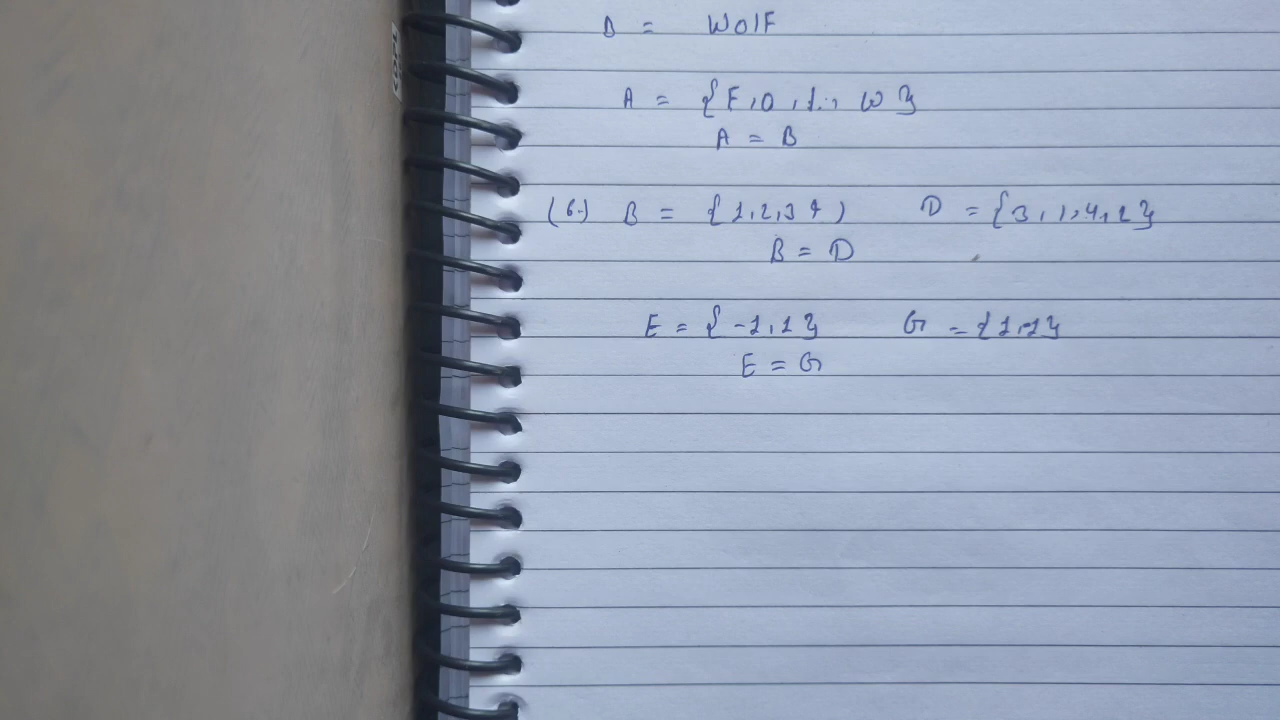 B = WOlF
A = {F, O, l, W}
A = B
(6.) B = {1,2,3 4) D = {3, 1, 4, 2}
B = D
E = {-1, 1} G = {1,-1}
E = G